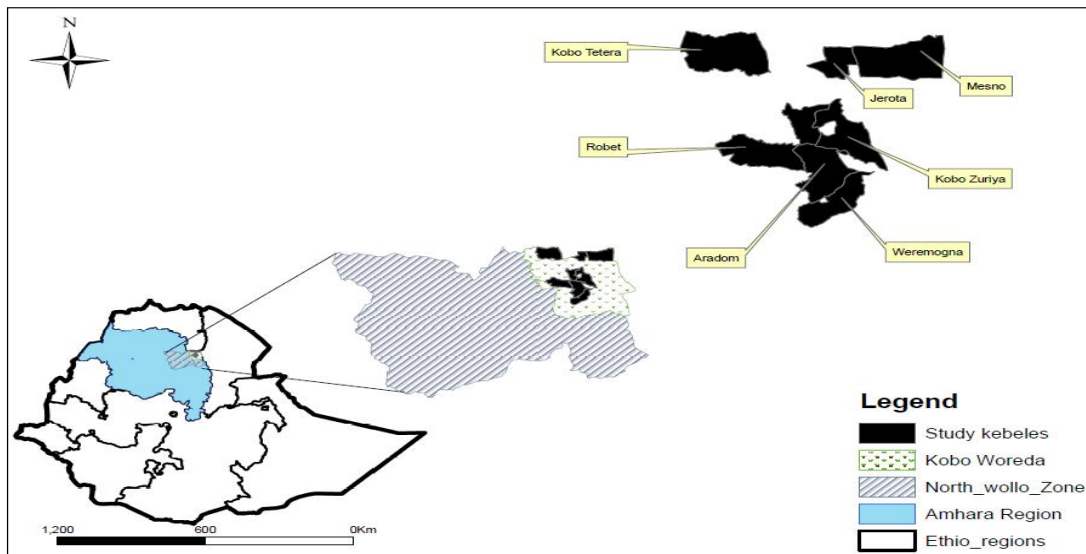 N
Kobo Tetera
Mesno
Jerota
Robet
Kobo Zuriya
Aradom
Weremogna
Legend
Study kebeles
Kobo Woreda
North_wollo_Zone
Amhara Region
Ethio_regions
1,200 600 0Km